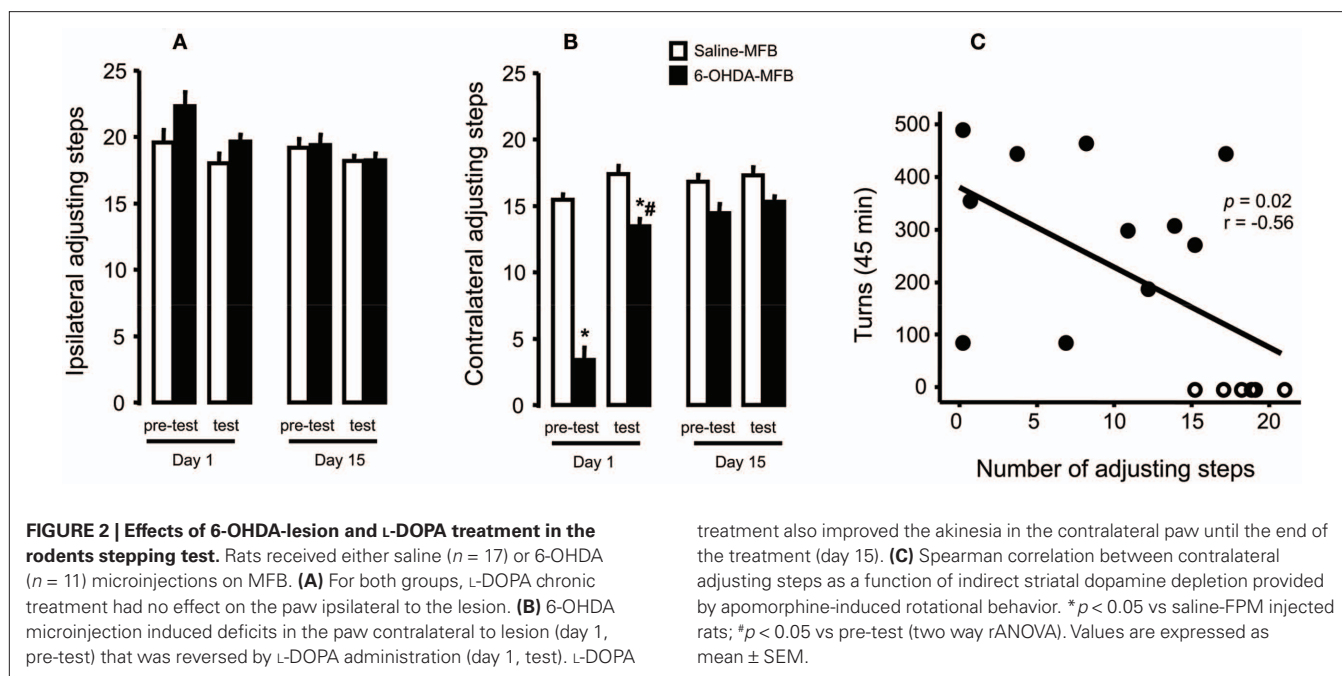 A
Ipsilateral adjusting steps
25
20
15
10
5
0
pre-test test pre-test test
Day 1 Day 15
B
Saline-MFB
6-OHDA-MFB
Contralateral adjusting steps
25
20
15
10
5
0
*
*#
pre-test test pre-test test
Day 1 Day 15
C
Turns (45 min)
500
400
300
200
100
0
p = 0.02
r = -0.56
0 5 10 15 20
Number of adjusting steps
FIGURE 2 | Effects of 6-OHDA-lesion and L-DOPA treatment in the
rodents stepping test. Rats received either saline (n = 17) or 6-OHDA
(n = 11) microinjections on MFB. (A) For both groups, L-DOPA chronic
treatment had no effect on the paw ipsilateral to the lesion. (B) 6-OHDA
microinjection induced deficits in the paw contralateral to lesion (day 1,
pre-test) that was reversed by L-DOPA administration (day 1, test). L-DOPA
treatment also improved the akinesia in the contralateral paw until the end of
the treatment (day 15). (C) Spearman correlation between contralateral
adjusting steps as a function of indirect striatal dopamine depletion provided
by apomorphine-induced rotational behavior. *p < 0.05 vs saline-FPM injected
rats; #p < 0.05 vs pre-test (two way rANOVA). Values are expressed as
mean ± SEM.